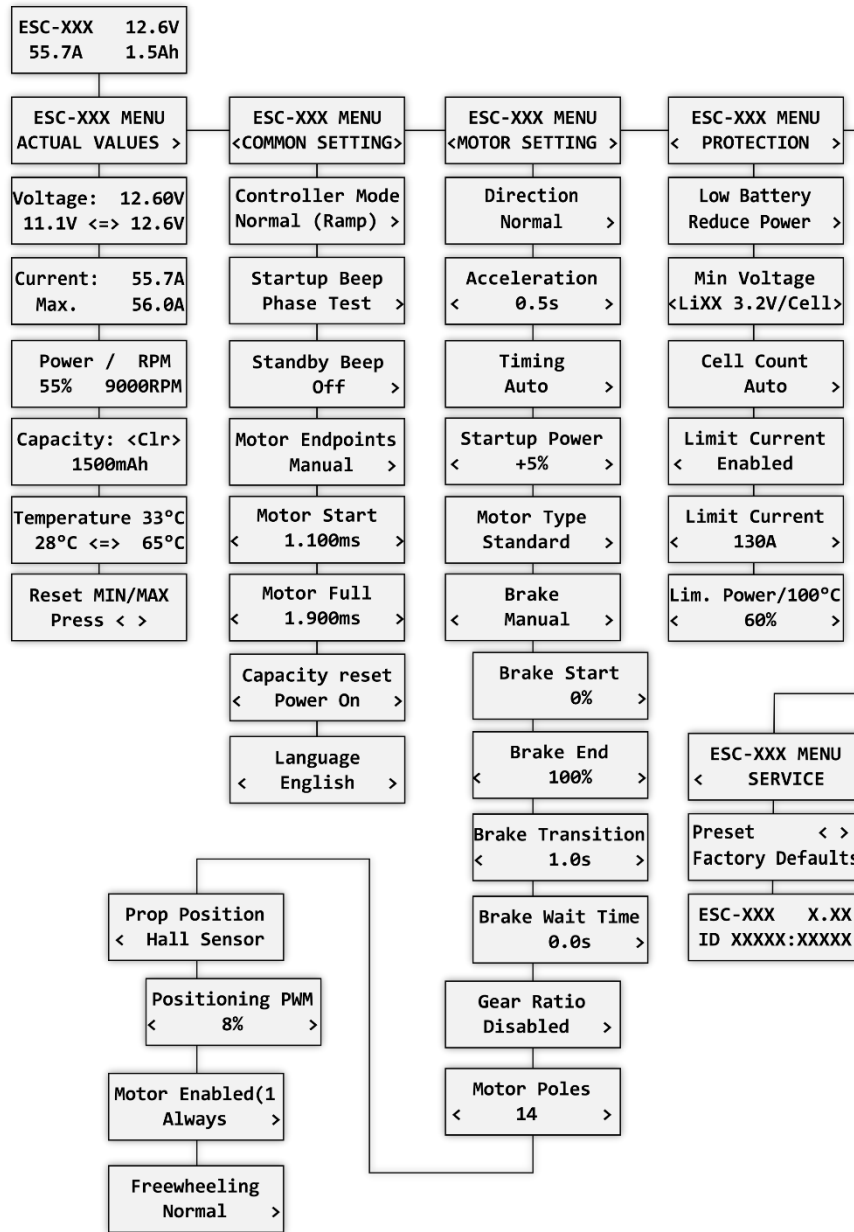 ESC-XXX 12.6V
55.7A 1.5Ah
ESC-XXX MENU
ACTUAL VALUES >
Voltage: 12.60V
11.1V <=> 12.6V
Current: 55.7A
Max. 56.0A
Power / RPM
55% 9000RPM
Capacity: <Clr>
1500mAh
Temperature 33°C
28°C <=> 65°C
Reset MIN/MAX
Press < >
ESC-XXX MENU
<COMMON SETTING>
Controller Mode
Normal (Ramp) >
Startup Beep
Phase Test >
Standby Beep
Off >
Motor Endpoints
Manual >
Motor Start
< 1.100ms >
Motor Full
< 1.900ms >
Capacity reset
< Power On >
Language
< English >
ESC-XXX MENU
<MOTOR SETTING >
Direction
Normal >
Acceleration
< 0.5s >
Timing
Auto >
Startup Power
< +5% >
Motor Type
Standard >
Brake
< Manual >
Brake Start
0% >
Brake End
< 100% >
Brake Transition
< 1.0s >
Brake Wait Time
0.0s >
Gear Ratio
Disabled >
Motor Poles
< 14 >
Prop Position
< Hall Sensor
Positioning PWM
< 8% >
Motor Enabled(1
Always >
Freewheeling
Normal >
ESC-XXX MENU
< PROTECTION >
Low Battery
Reduce Power >
Min Voltage
<LiXX 3.2V/Cell>
Cell Count
Auto >
Limit Current
< Enabled
Limit Current
< 130A >
Lim. Power/100°C
< 60% >
ESC-XXX MENU
< SERVICE
Preset < >
Factory Defaults
ESC-XXX X.XX
ID XXXXX:XXXXX